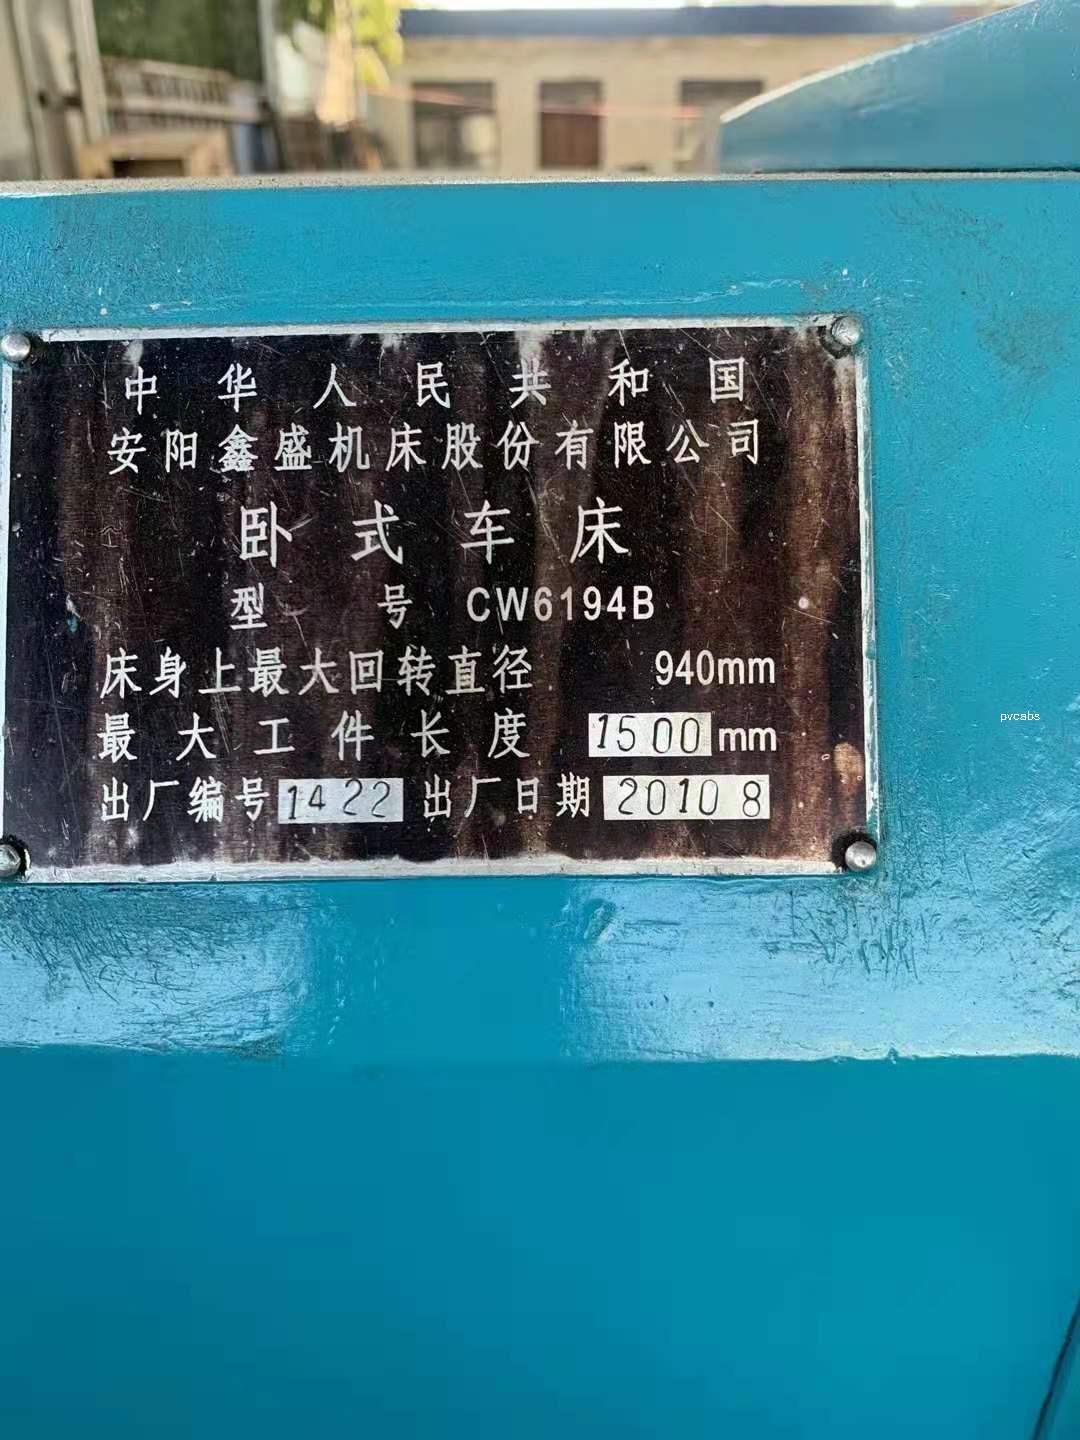 中华人民共和国
安阳鑫盛机床股份有限公司
卧式车床
型号 CW6194B
床身上最大回转直径 940mm
最大工件长度 1500mm
出厂编号 1422 出厂日期 2010 8
pvcabs